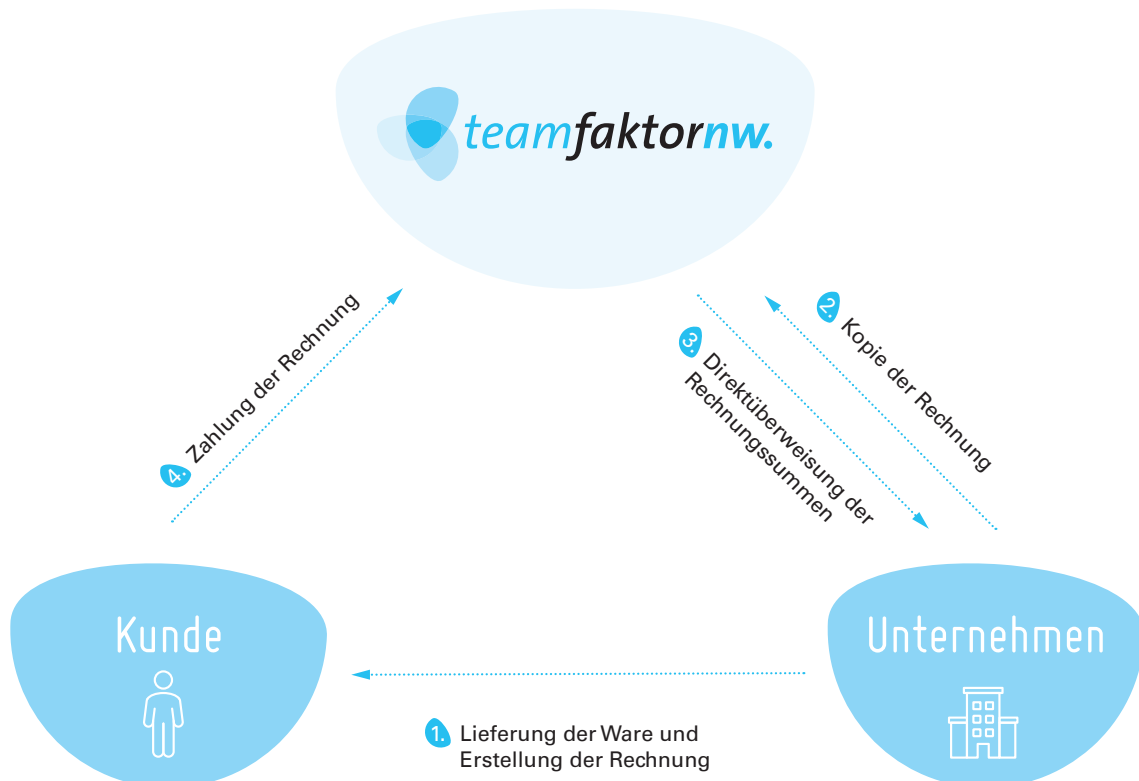 teamfaktornw.
2. Kopie der Rechnung
3. Direktüberweisung der
Rechnungssummen
4. Zahlung der Rechnung
Kunde
Unternehmen
1. Lieferung der Ware und
Erstellung der Rechnung